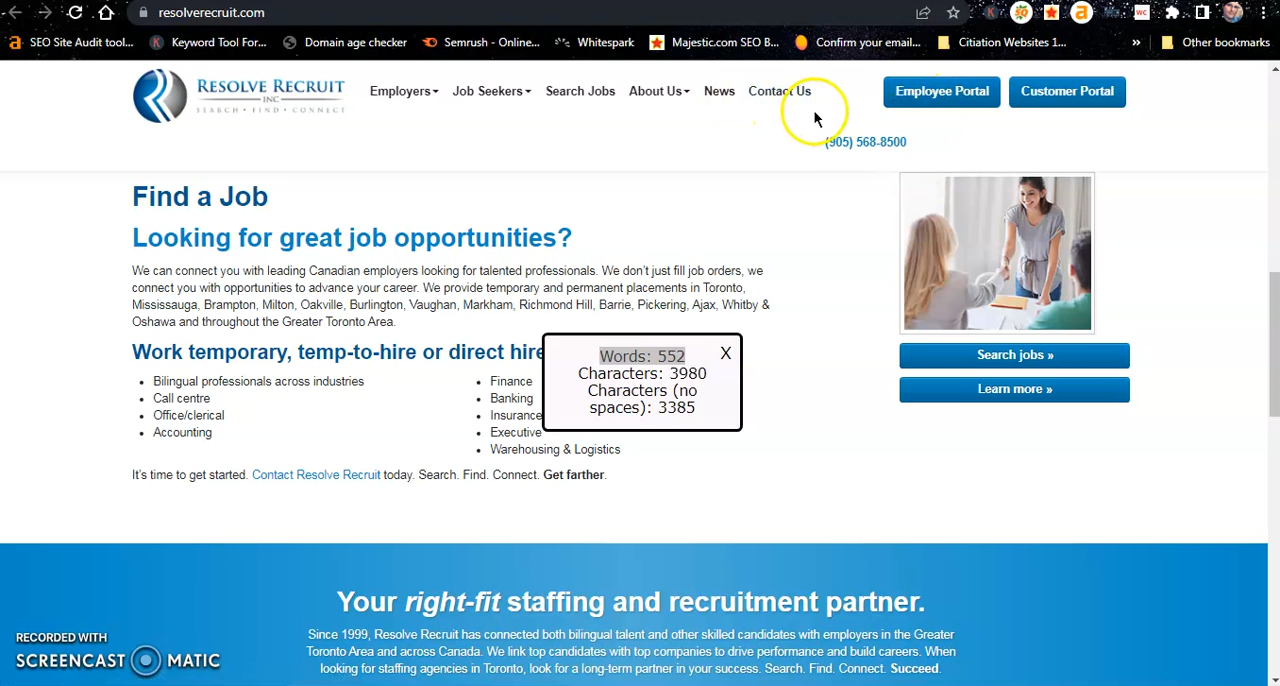 resolverecruit.com
SEO Site Audit tool...
Keyword Tool For...
Domain age checker
Semrush - Online...
Whitespark
Majestic.com SEO B...
Confirm your email...
Citiation Websites 1...
»
Other bookmarks
RESOLVE RECRUIT
INC
SEARCH · FIND · CONNECT
Employers
Job Seekers
Search Jobs
About Us
News
Contact Us
Employee Portal
Customer Portal
(905) 568-8500
Find a Job
Looking for great job opportunities?
We can connect you with leading Canadian employers looking for talented professionals. We don't just fill job orders, we
connect you with opportunities to advance your career. We provide temporary and permanent placements in Toronto,
Mississauga, Brampton, Milton, Oakville, Burlington, Vaughan, Markham, Richmond Hill, Barrie, Pickering, Ajax, Whitby &
Oshawa and throughout the Greater Toronto Area.
Work temporary, temp-to-hire or direct hire
• Bilingual professionals across industries
• Call centre
• Office/clerical
• Accounting
• Finance
• Banking
• Insurance
• Executive
• Warehousing & Logistics
Words: 552
X
Characters: 3980
Characters (no
spaces): 3385
Search jobs »
Learn more »
It's time to get started. Contact Resolve Recruit today. Search. Find. Connect. Get farther.
Your right-fit staffing and recruitment partner.
Since 1999, Resolve Recruit has connected both bilingual talent and other skilled candidates with employers in the Greater
Toronto Area and across Canada. We link top candidates with top companies to drive performance and build careers. When
looking for staffing agencies in Toronto, look for a long-term partner in your success. Search. Find. Connect. Succeed.
RECORDED WITH
SCREENCAST MATIC